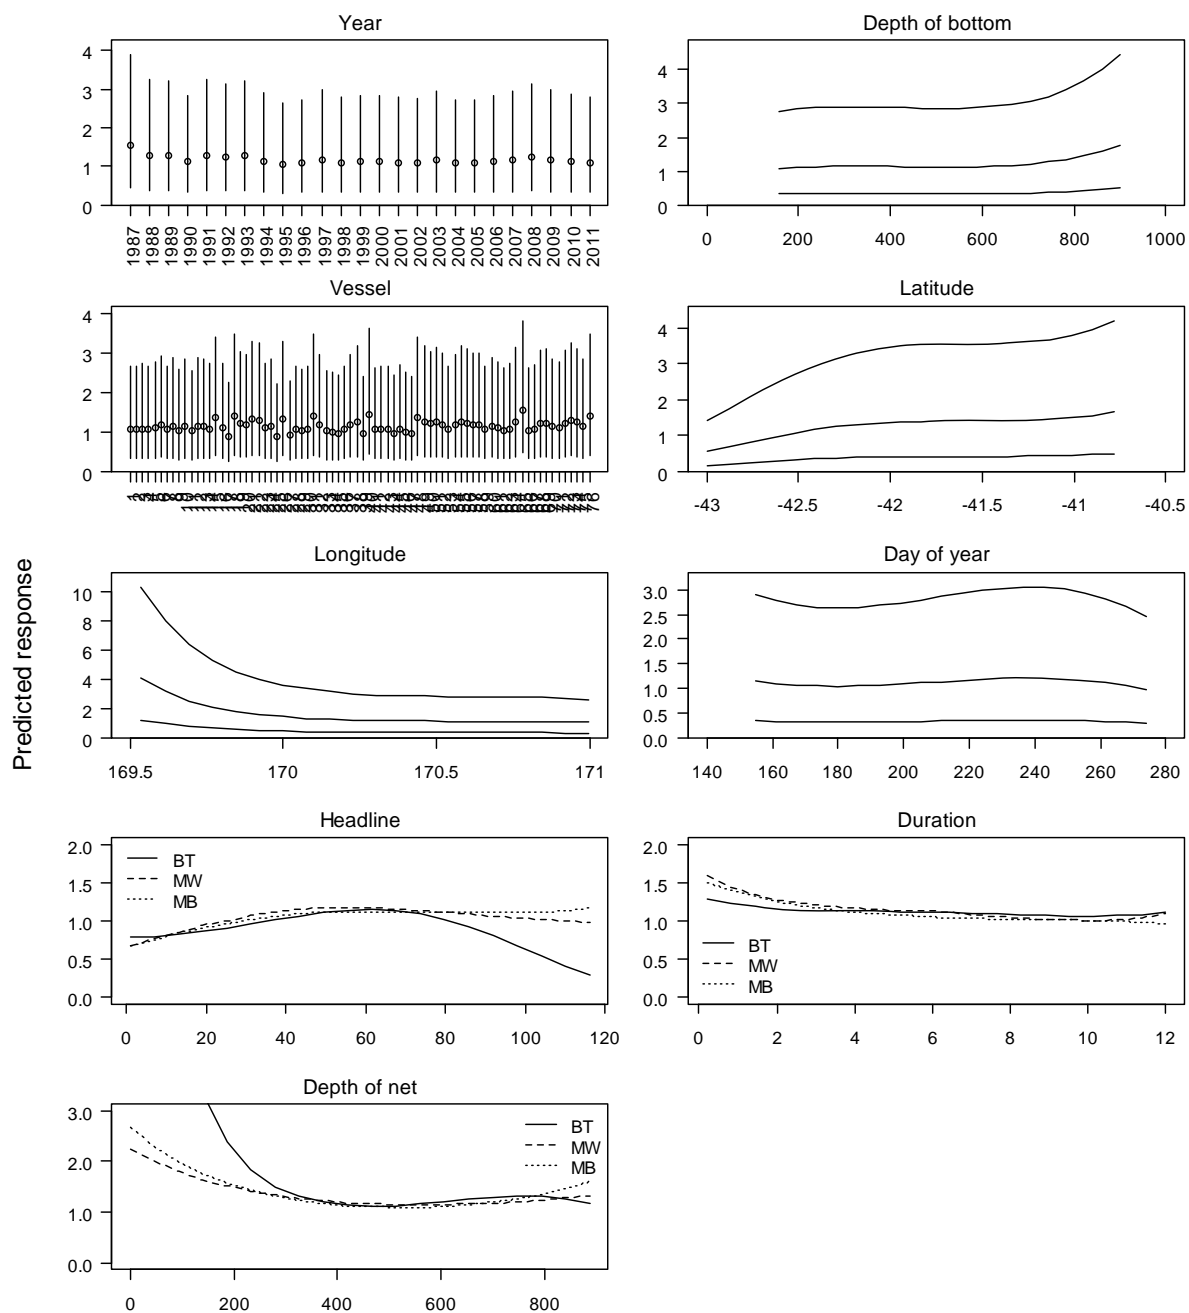 Predicted response
Year
4
3
2
1
0
1987 1988 1989 1990 1991 1992 1993 1994 1995 1996 1997 1998 1999 2000 2001 2002 2003 2004 2005 2006 2007 2008 2009 2010 2011
Depth of bottom
4
3
2
1
0
0 200 400 600 800 1000
Vessel
4
3
2
1
0
Latitude
4
3
2
1
0
-43 -42.5 -42 -41.5 -41 -40.5
Longitude
10
8
6
4
2
0
169.5 170 170.5 171
Day of year
3.0
2.5
2.0
1.5
1.0
0.5
0.0
140 160 180 200 220 240 260 280
Headline
2.0
1.5
1.0
0.5
0.0
BT
MW
MB
0 20 40 60 80 100 120
Duration
2.0
1.5
1.0
0.5
0.0
BT
MW
MB
0 2 4 6 8 10 12
Depth of net
3.0
2.0
1.0
0.0
BT
MW
MB
0 200 400 600 800